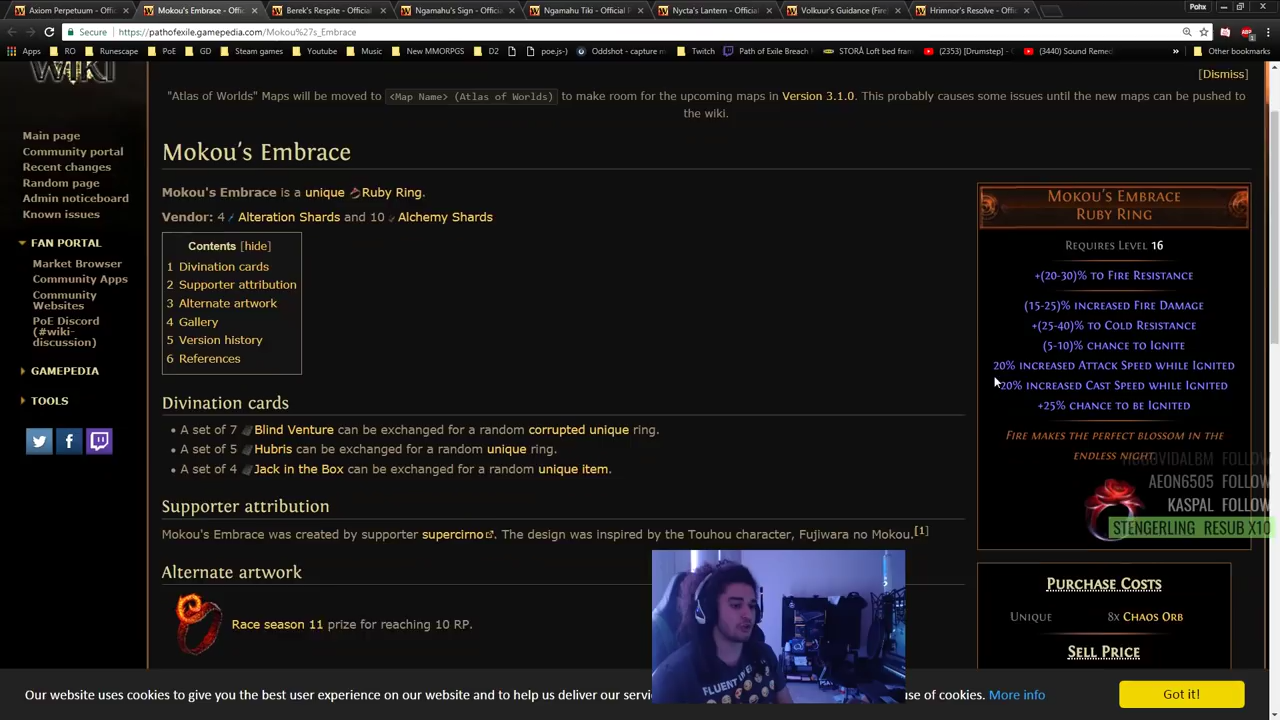 Axiom Perpetuum - Offi
Mokou's Embrace - Offi
Berek's Respite - Official
Ngamahu's Sign - Official
Ngamahu Tiki - Official P
Nycta's Lantern - Official
Volkuur's Guidance (Fire)
Hrimnor's Resolve - Offici
Pohx
Secure
https://pathofexile.gamepedia.com/Mokou%27s_Embrace
Apps RO Runescape PoE GD Steam games Youtube Music New MMORPGS D2 poe.js-) Oddshot - capture n Twitch Path of Exile Breach STORÅ Loft bed fram (2353) [Drumstep] - (3440) Sound Remed » Other bookmarks
WIKI
[Dismiss]
"Atlas of Worlds" Maps will be moved to <Map Name> (Atlas of Worlds) to make room for the upcoming maps in Version 3.1.0. This probably causes some issues until the new maps can be pushed to
the wiki.
Main page
Community portal
Recent changes
Random page
Admin noticeboard
Known issues
FAN PORTAL
Market Browser
Community Apps
Community
Websites
PoE Discord
(#wiki-
discussion)
GAMEPEDIA
TOOLS
Mokou's Embrace
Mokou's Embrace is a unique Ruby Ring.
Vendor: 4 Alteration Shards and 10 Alchemy Shards
Contents [hide]
1 Divination cards
2 Supporter attribution
3 Alternate artwork
4 Gallery
5 Version history
6 References
Divination cards
• A set of 7 Blind Venture can be exchanged for a random corrupted unique ring.
• A set of 5 Hubris can be exchanged for a random unique ring.
• A set of 4 Jack in the Box can be exchanged for a random unique item.
Supporter attribution
Mokou's Embrace was created by supporter supercirno. The design was inspired by the Touhou character, Fujiwara no Mokou.[1]
Alternate artwork
Race season 11 prize for reaching 10 RP.
Mokou's Embrace
Ruby Ring
Requires Level 16
+(20-30)% to Fire Resistance
(15-25)% increased Fire Damage
+(25-40)% to Cold Resistance
(5-10)% chance to Ignite
20% increased Attack Speed while Ignited
20% increased Cast Speed while Ignited
+25% chance to be Ignited
Fire makes the perfect blossom in the
endless night.
FOLLOW
AEON6505 FOLLOW
KASPAL FOLLOW
STENGERLING RESUB X10
Purchase Costs
Unique 8x Chaos Orb
Sell Price
FLUENT IN
Our website uses cookies to give you the best user experience on our website and to help us deliver our servi
use of cookies. More info
Got it!